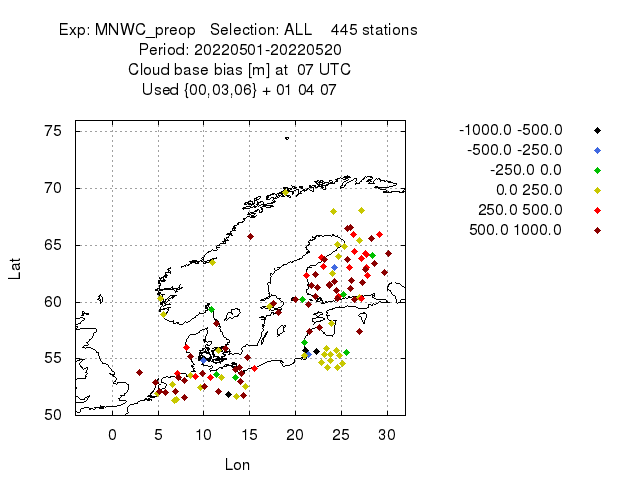 Exp: MNWC_preop Selection: ALL 445 stations
Period: 20220501-20220520
Cloud base bias [m] at 07 UTC
Used {00,03,06} + 01 04 07
-1000.0 -500.0
-500.0 -250.0
-250.0 0.0
0.0 250.0
250.0 500.0
500.0 1000.0
75
70
65
60
55
50
Lat
0 5 10 15 20 25 30
Lon